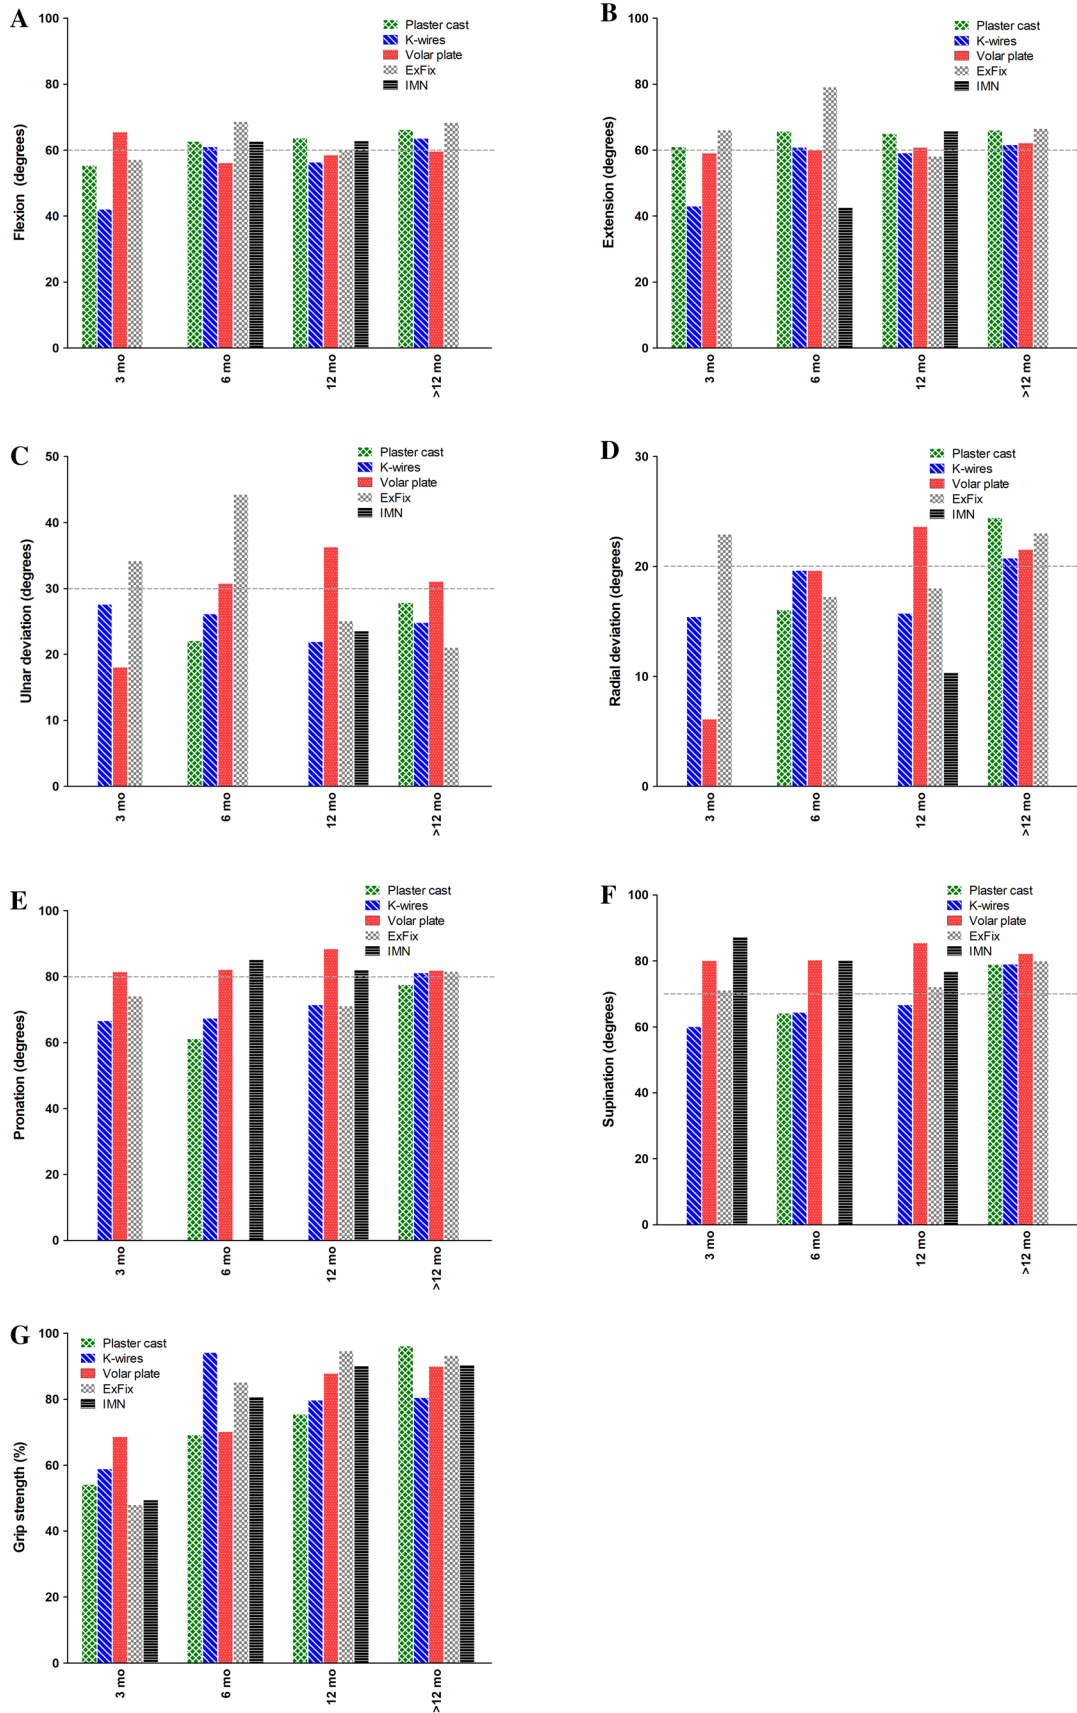 A
Flexion (degrees)
100
80
60
40
20
0
Plaster cast
K-wires
Volar plate
ExFix
IMN
3 mo
6 mo
12 mo
>12 mo
B
Extension (degrees)
100
80
60
40
20
0
Plaster cast
K-wires
Volar plate
ExFix
IMN
3 mo
6 mo
12 mo
>12 mo
C
Ulnar deviation (degrees)
50
40
30
20
10
0
Plaster cast
K-wires
Volar plate
ExFix
IMN
3 mo
6 mo
12 mo
>12 mo
D
Radial deviation (degrees)
30
20
10
0
Plaster cast
K-wires
Volar plate
ExFix
IMN
3 mo
6 mo
12 mo
>12 mo
E
Pronation (degrees)
100
80
60
40
20
0
Plaster cast
K-wires
Volar plate
ExFix
IMN
3 mo
6 mo
12 mo
>12 mo
F
Supination (degrees)
100
80
60
40
20
0
Plaster cast
K-wires
Volar plate
ExFix
IMN
3 mo
6 mo
12 mo
>12 mo
G
Grip strength (%)
100
80
60
40
20
0
Plaster cast
K-wires
Volar plate
ExFix
IMN
3 mo
6 mo
12 mo
>12 mo